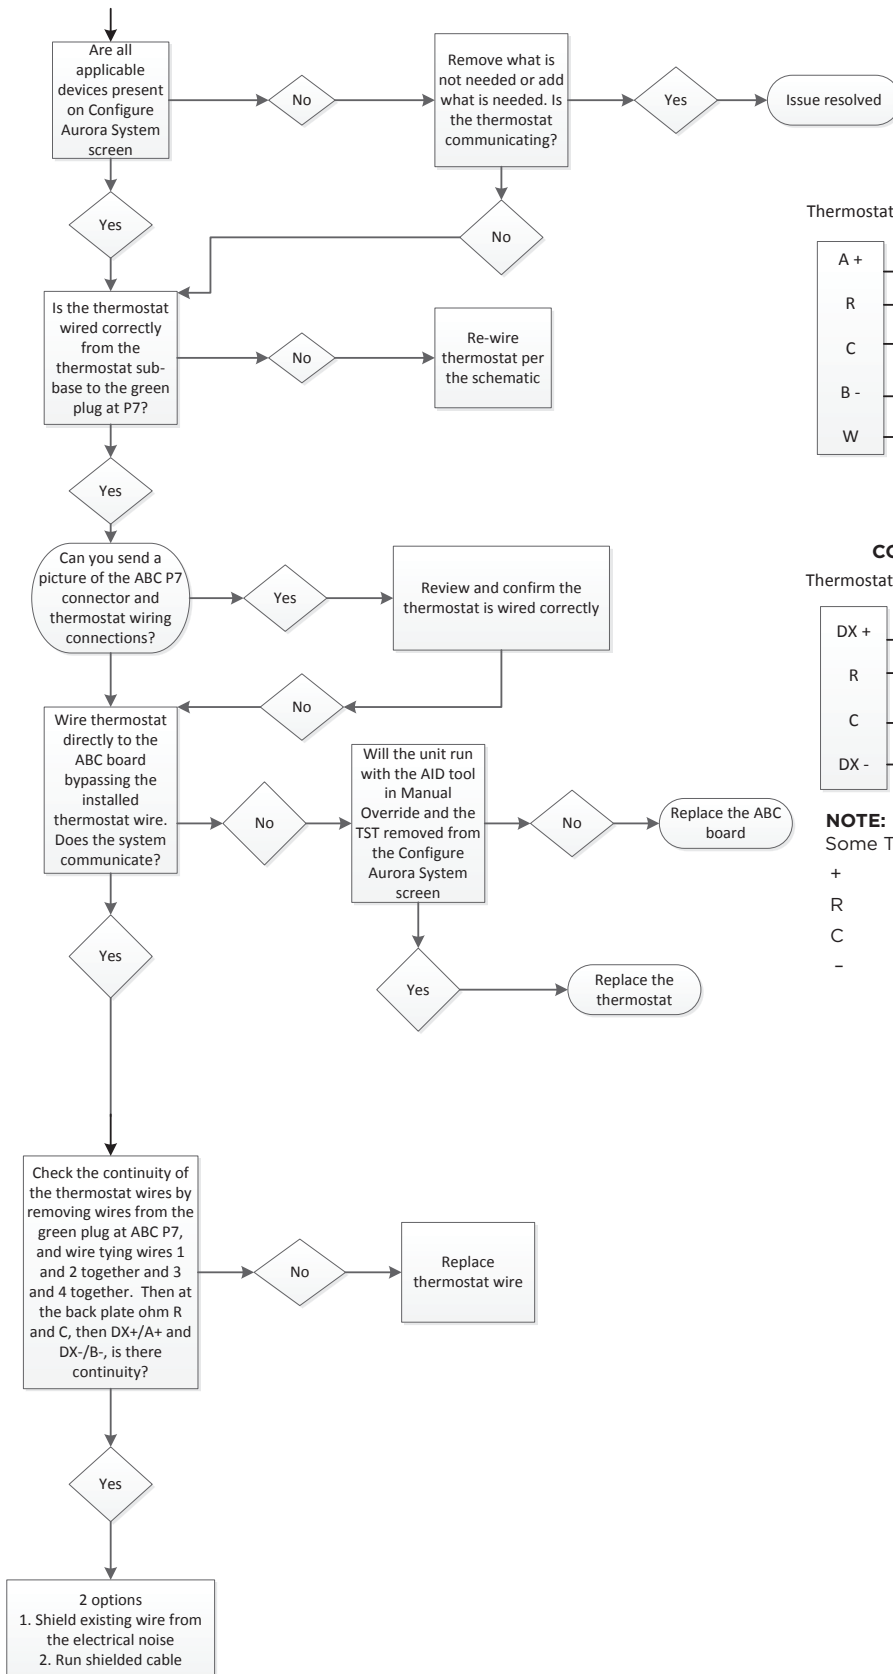 Are all
applicable
devices present
on Configure
Aurora System
screen
No
Remove what is
not needed or add
what is needed. Is
the thermostat
communicating?
Yes
Issue resolved
Yes
No
Is the thermostat
wired correctly
from the
thermostat sub-
base to the green
plug at P7?
No
Re-wire
thermostat per
the schematic
Yes
Can you send a
picture of the ABC P7
connector and
thermostat wiring
connections?
Yes
Review and confirm the
thermostat is wired correctly
No
Wire thermostat
directly to the
ABC board
bypassing the
installed
thermostat wire.
Does the system
communicate?
No
Will the unit run
with the AID tool
in Manual
Override and the
TST removed from
the Configure
Aurora System
screen
No
Replace the ABC
board
Yes
Yes
Replace the
thermostat
Check the continuity of
the thermostat wires by
removing wires from the
green plug at ABC P7,
and wire tying wires 1
and 2 together and 3
and 4 together. Then at
the back plate ohm R
and C, then DX+/A+ and
DX-/B-, is there
continuity?
No
Replace
thermostat wire
Yes
2 options
1. Shield existing wire from
the electrical noise
2. Run shielded cable
Thermostat
A +
R
C
B -
W
CO
Thermostat
DX +
R
C
DX -
NOTE:
Some T
+
R
C
–